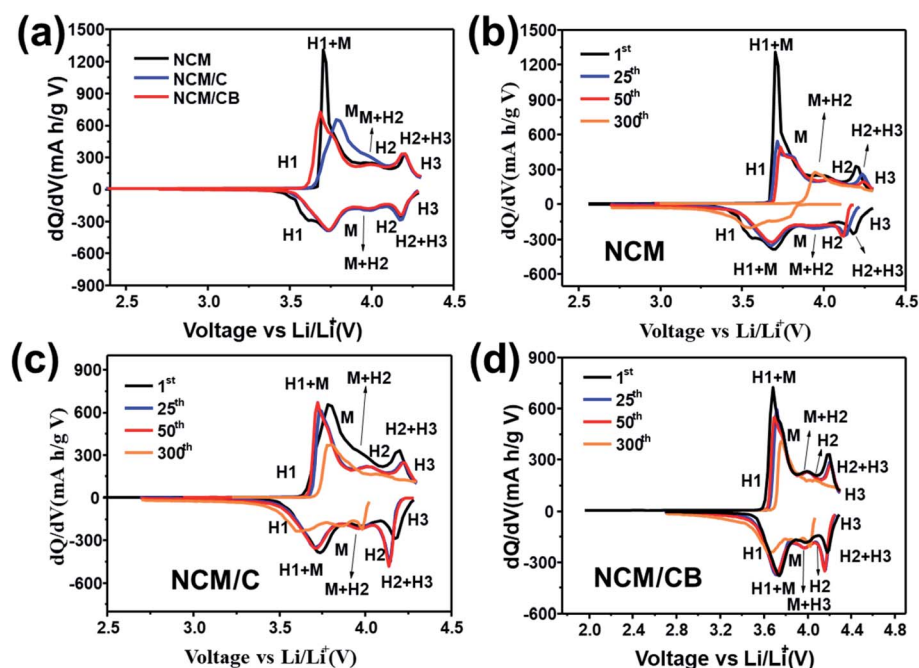 (a)
1500
1200
900
600
300
0
-300
-600
-900
dQ/dV(mA h/g V)
NCM
NCM/C
NCM/CB
H1+M
M
M+H2
H2
H2+H3
H1
H3
H1
M
H2
H3
H2+H3
M+H2
2.5 3.0 3.5 4.0 4.5
Voltage vs Li/Li+(V)
(b)
1500
1200
900
600
300
0
-300
-600
dQ/dV(mA h/g V)
1st
25th
50th
300th
H1+M
M+H2
M
H2+H3
H1
H2
H3
H1
M
H2
H3
H1+M
M+H2
H2+H3
NCM
2.5 3.0 3.5 4.0 4.5
Voltage vs Li/Li+(V)
(c)
900
600
300
0
-300
-600
dQ/dV(mA h/g V)
1st
25th
50th
300th
H1+M
M+H2
M
H2+H3
H2
H1
H3
H1
M
H2
H3
H1+M
M+H2
H2+H3
NCM/C
2.5 3.0 3.5 4.0 4.5
Voltage vs Li/Li+(V)
(d)
900
600
300
0
-300
-600
dQ/dV(mA h/g V)
1st
25th
50th
300th
H1+M
M+H2
M
H2
H2+H3
H1
H3
H1
M
H3
H2+H3
H1+M
H2
M+H3
NCM/CB
2.0 2.4 2.8 3.2 3.6 4.0 4.4 4.8
Voltage vs Li/Li+(V)